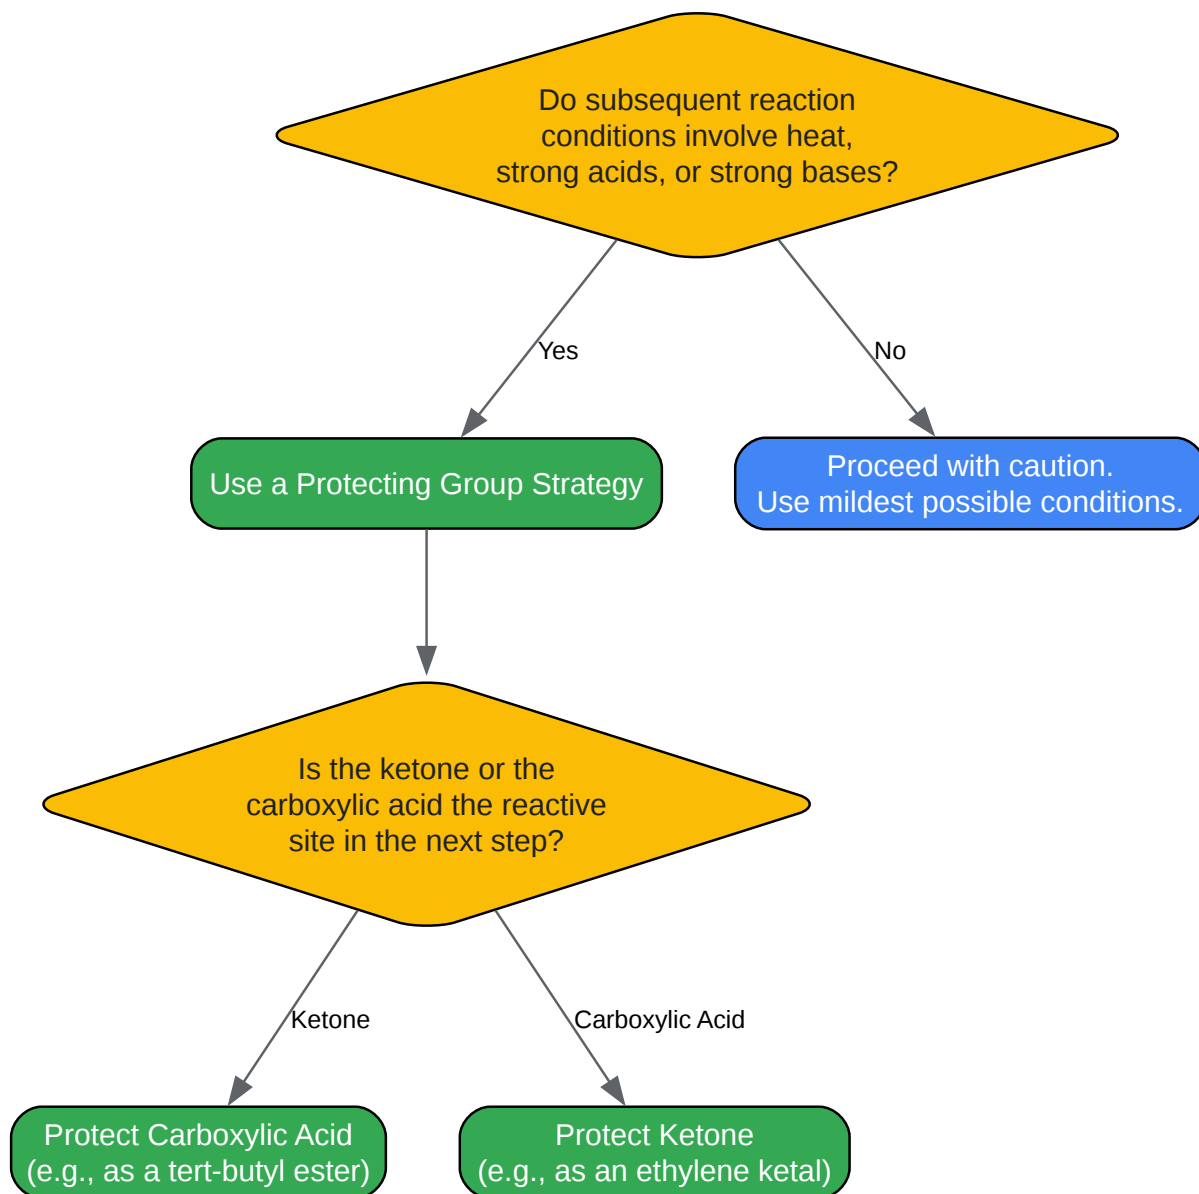 Do subsequent reaction
conditions involve heat,
strong acids, or strong bases?
Yes
No
Use a Protecting Group Strategy
Proceed with caution.
Use mildest possible conditions.
Is the ketone or the
carboxylic acid the reactive
site in the next step?
Ketone
Carboxylic Acid
Protect Carboxylic Acid
(e.g., as a tert-butyl ester)
Protect Ketone
(e.g., as an ethylene ketal)